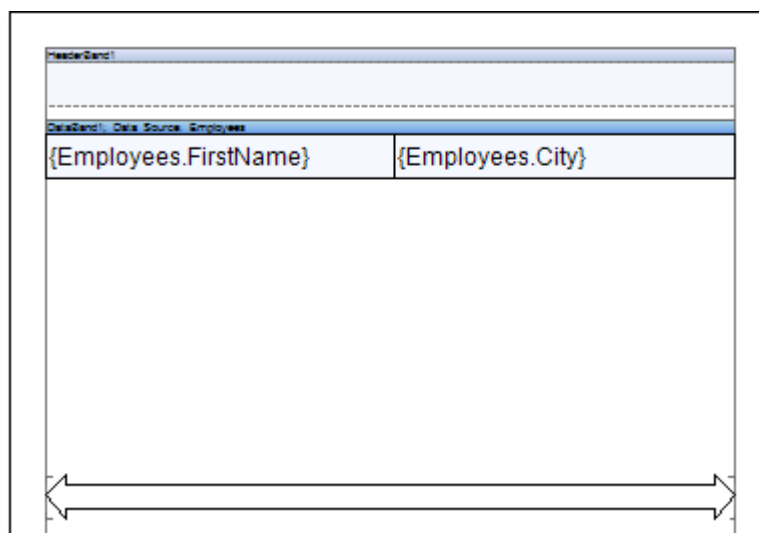 HeaderBand1
DataBand1; Data Source: Employees
{Employees.FirstName} {Employees.City}